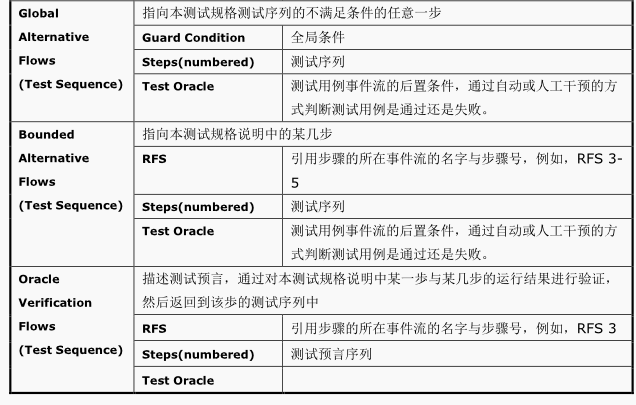 Global
Alternative
Flows
(Test Sequence)
指向本测试规格测试序列的不满足条件的任意一步
Guard Condition
全局条件
Steps(numbered)
测试序列
Test Oracle
测试用例事件流的后置条件，通过自动或人工干预的方
式判断测试用例是通过还是失败。
Bounded
Alternative
Flows
(Test Sequence)
指向本测试规格说明中的某几步
RFS
引用步骤的所在事件流的名字与步骤号，例如，RFS 3-
5
Steps(numbered)
测试序列
Test Oracle
测试用例事件流的后置条件，通过自动或人工干预的方
式判断测试用例是通过还是失败。
Oracle
Verification
Flows
(Test Sequence)
描述测试预言，通过对本测试规格说明中某一步与某几步的运行结果进行验证，
然后返回到该步的测试序列中
RFS
引用步骤的所在事件流的名字与步骤号，例如，RFS 3
Steps(numbered)
测试预言序列
Test Oracle